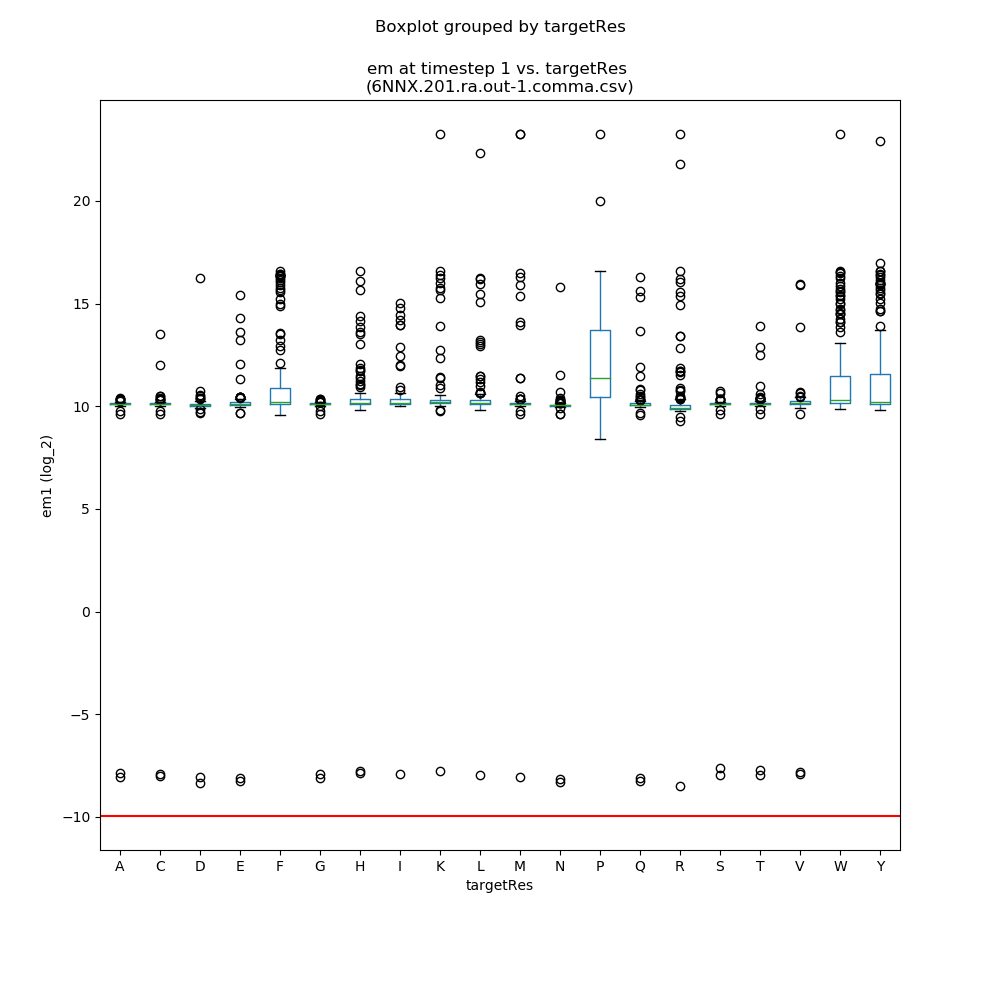 Boxplot grouped by targetRes
em at timestep 1 vs. targetRes
(6NNX.201.ra.out-1.comma.csv)
em1 (log_2)
20
15
10
5
0
−5
−10
A C D E F G H I K L M N P Q R S T V W Y
targetRes